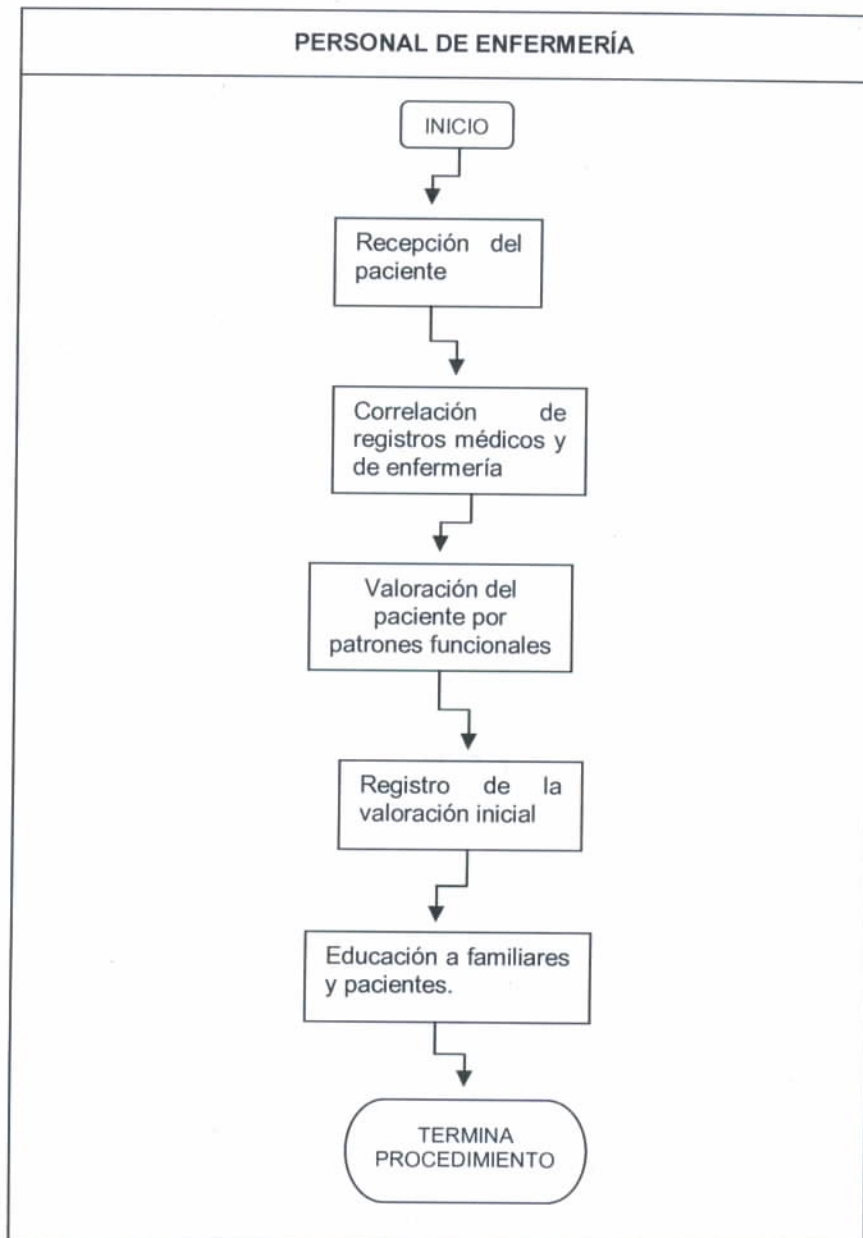 PERSONAL DE ENFERMERÍA
INICIO
Recepción del
paciente
Correlación de
registros médicos y
de enfermería
Valoración del
paciente por
patrones funcionales
Registro de la
valoración inicial
Educación a familiares
y pacientes.
TERMINA
PROCEDIMIENTO